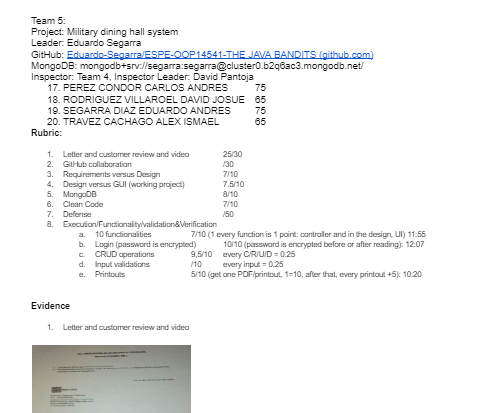 Team 5:
Project: Military dining hall system
Leader: Eduardo Segarra
GitHub: Eduardo-Segarra/ESPE-OOP14541-THE JAVA BANDITS (github.com)
MongoDB: mongodb+srv://segarra:segarra@cluster0.b2q6ac3.mongodb.net/
Inspector: Team 4, Inspector Leader: David Pantoja
17. PEREZ CONDOR CARLOS ANDRES 75
18. RODRIGUEZ VILLAROEL DAVID JOSUE 65
19. SEGARRA DIAZ EDUARDO ANDRES 75
20. TRAVEZ CACHAGO ALEX ISMAEL 65
Rubric:
1. Letter and customer review and video 25/30
2. GitHub collaboration /30
3. Requirements versus Design 7/10
4. Design versus GUI (working project) 7.5/10
5. MongoDB 8/10
6. Clean Code 7/10
7. Defense /50
8. Execution/Functionality/validation&Verification
a. 10 functionalities 7/10 (1 every function is 1 point: controller and in the design, UI) 11:55
b. Login (password is encrypted) 10/10 (password is encrypted before or after reading): 12:07
c. CRUD operations 9,5/10 every C/R/U/D = 0.25
d. Input validations /10 every input = 0.25
e. Printouts 5/10 (get one PDF/printout, 1=10, after that, every printout +5): 10:20
Evidence
1. Letter and customer review and video